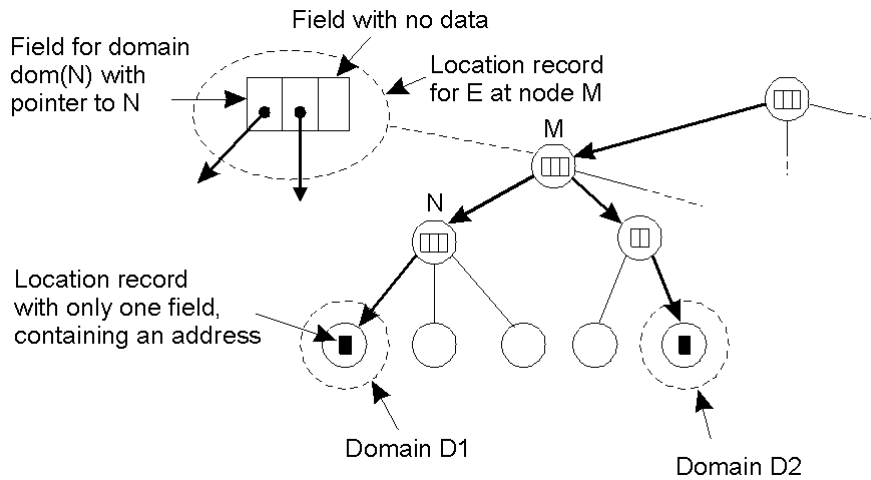 Field with no data
Field for domain
dom(N) with
pointer to N
Location record
for E at node M
M
N
Location record
with only one field,
containing an address
Domain D1
Domain D2